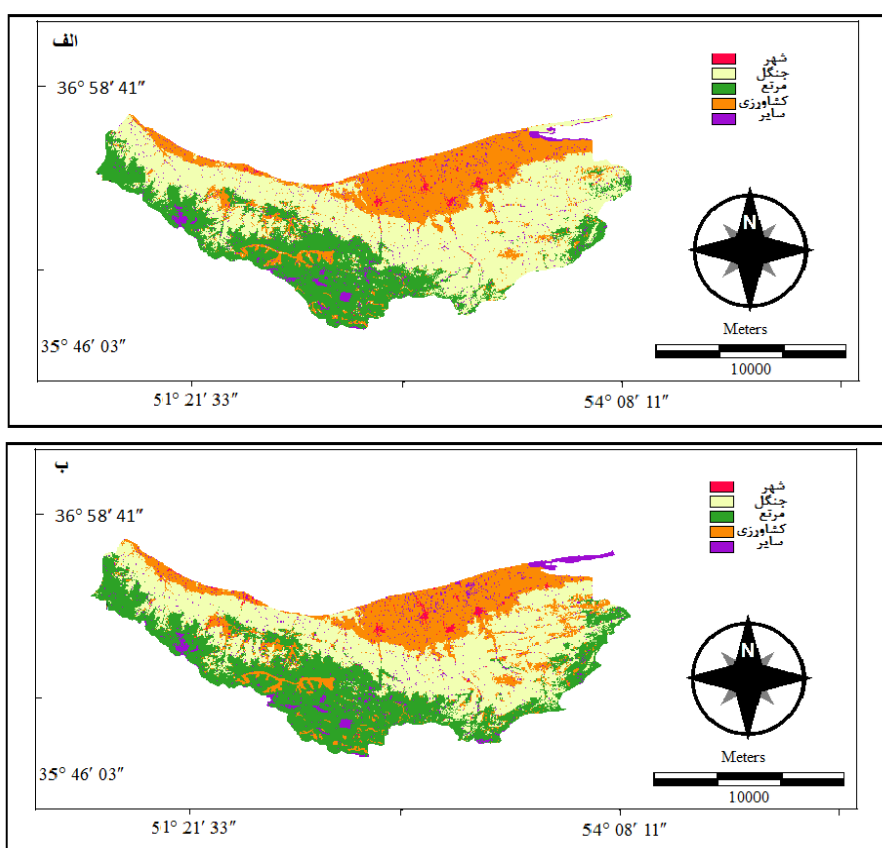 الف
شهر
جنگل
مرتع
کشاورزی
سایر
36° 58′ 41″
N
Meters
10000
35° 46′ 03″
51° 21′ 33″
54° 08′ 11″
ب
شهر
جنگل
مرتع
کشاورزی
سایر
36° 58′ 41″
N
Meters
10000
35° 46′ 03″
51° 21′ 33″
54° 08′ 11″